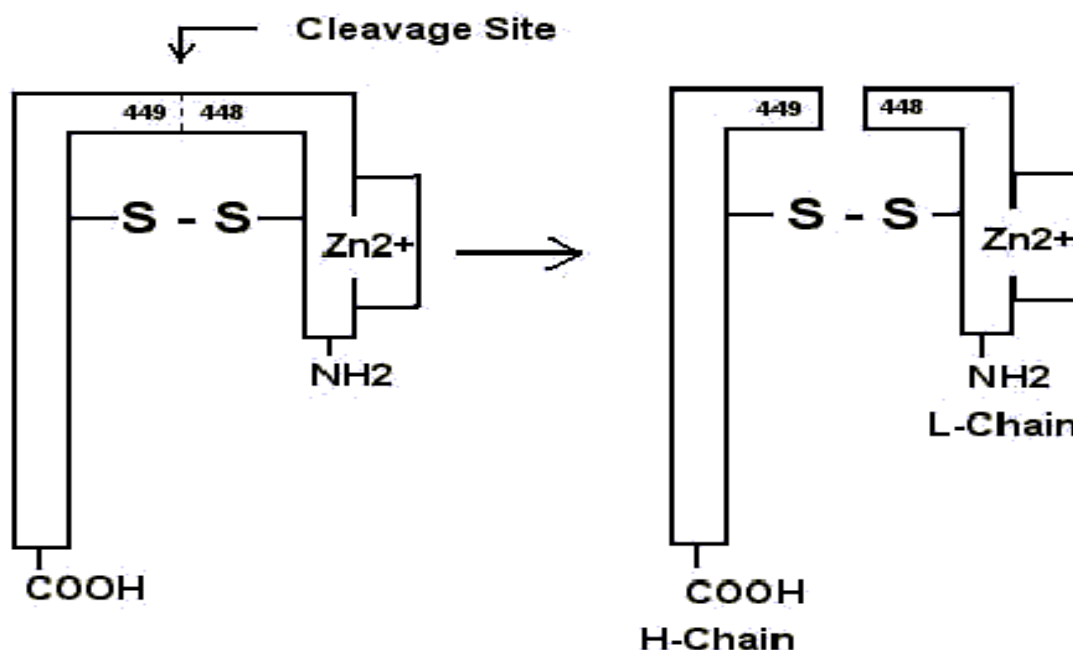 Cleavage Site
449 448
449 448
S - S
S - S
Zn2+
Zn2+
NH2
NH2
L-Chain
COOH
COOH
H-Chain